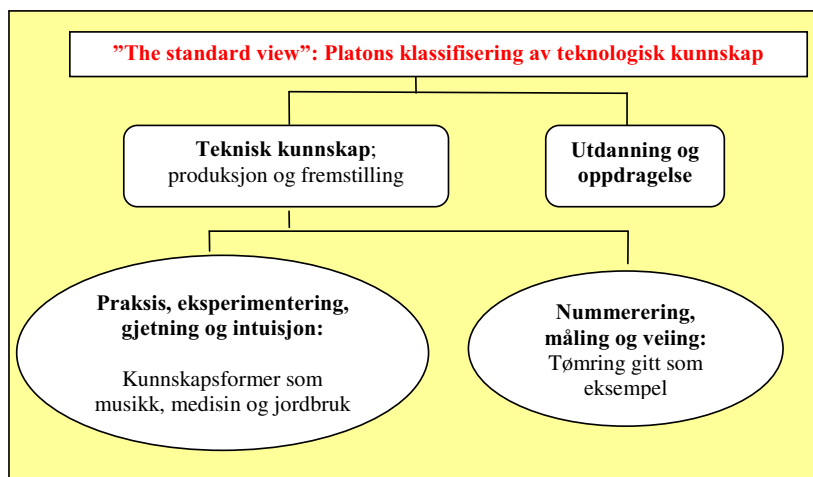 ”The standard view”: Platons klassifisering av teknologisk kunnskap
Teknisk kunnskap;
produksjon og fremstilling
Utdanning og
oppdragelse
Praksis, eksperimentering,
gjetning og intuisjon:
Kunnskapsformer som
musikk, medisin og jordbruk
Nummerering,
måling og veiing:
Tømring gitt som
eksempel